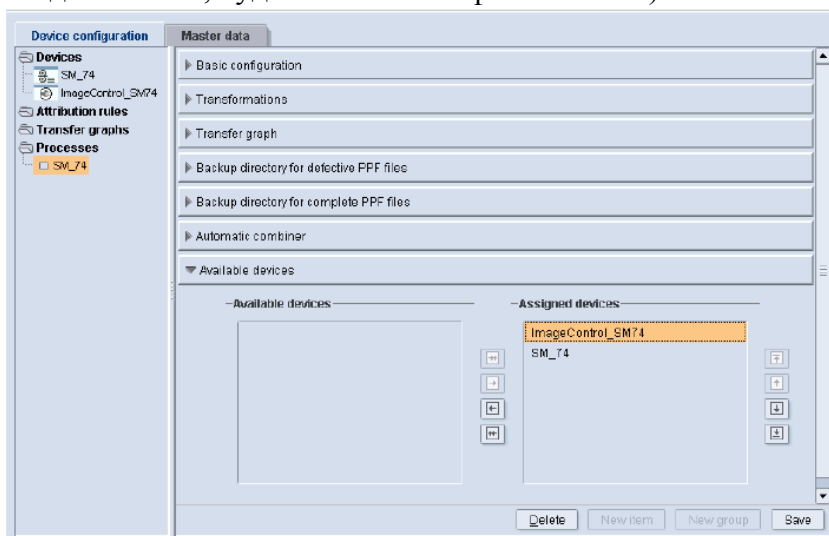 куда
Device configuration
Master data
Devices
SM_74
ImageControl_SM74
Attribution rules
Transfer graphs
Processes
SM_74
Basic configuration
Transformations
Transfer graph
Backup directory for defective PPF files
Backup directory for complete PPF files
Automatic combiner
Available devices
Available devices
Assigned devices
ImageControl_SM74
SM_74
Delete
New item
New group
Save